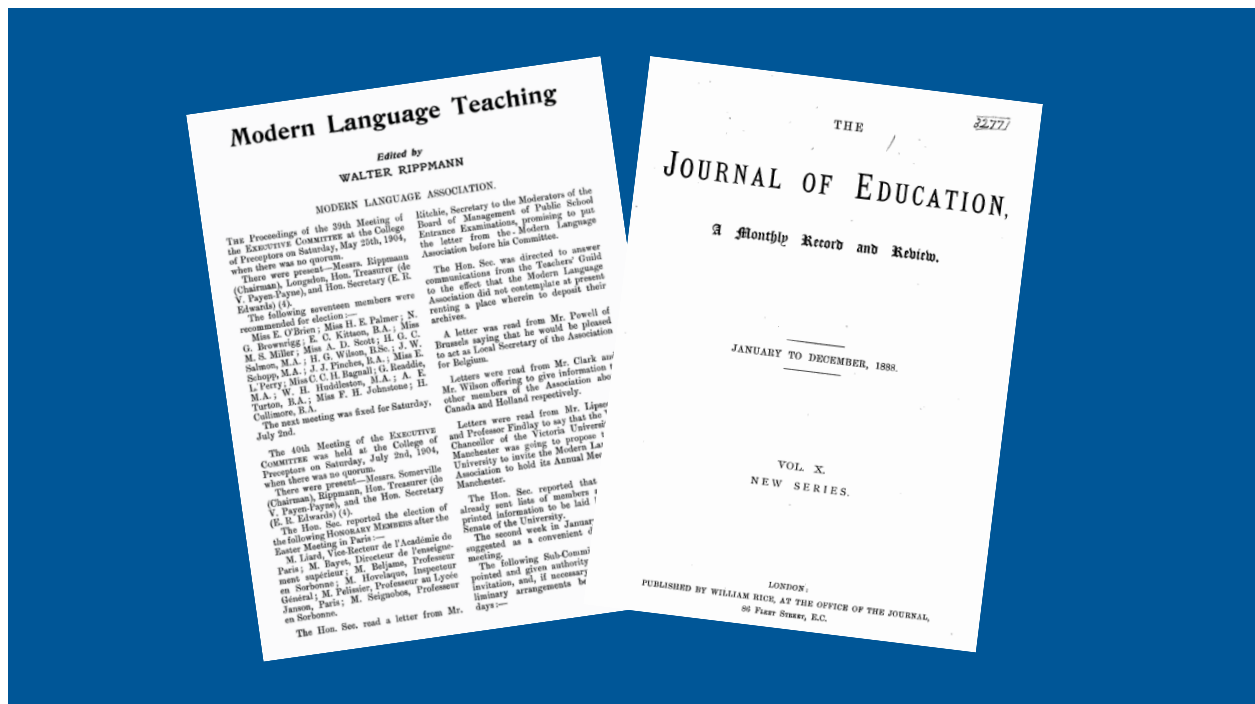 Modern Language Teaching
Edited by
WALTER RIPPMANN
MODERN LANGUAGE ASSOCIATION.
THE Proceedings of the 39th Meeting of
the EXECUTIVE COMMITTEE at the College
of Preceptors on Saturday, May 25th, 1904,
when there was no quorum.
There were present—Messrs. Rippmann
(Chairman), Longsdon, Hon. Treasurer (de
V. Payen-Payne), and Hon. Secretary (E. R.
Edwards) (4).
The following seventeen members were
recommended for election:—
Miss E. O'Brien; Miss H. E. Palmer; N.
G. Brownrigg; E. C. Kittson, B.A.; Miss
M. S. Miller; Miss A. D. Scott; H. G. C.
Salmon, M.A.; H. G. Wilson, B.Sc.; J. W.
Schopp, M.A.; J. J. Pinches, B.A.; Miss E.
L. Perry; Miss C. C. H. Bagnall; G. Readdie,
M.A.; W. H. Huddleston, M.A.; A. E.
Turton, B.A.; Miss F. H. Johnstone; H.
Cullimore, B.A.
The next meeting was fixed for Saturday,
July 2nd.
The 40th Meeting of the EXECUTIVE
COMMITTEE was held at the College of
Preceptors on Saturday, July 2nd, 1904,
when there was no quorum.
There were present—Messrs. Somerville
(Chairman), Rippmann, Hon. Treasurer (de
V. Payen-Payne), and the Hon. Secretary
(E. R. Edwards) (4).
The Hon. Sec. reported the election of
the following HONORARY MEMBERS after the
Easter Meeting in Paris:—
M. Liard, Vice-Recteur de l'Académie de
Paris; M. Bayet, Directeur de l'enseigne-
ment supérieur; M. Beljame, Professeur
en Sorbonne; M. Hovelaque, Inspecteur
Général; M. Pelissier, Professeur au Lycée
Janson, Paris; M. Seignobos, Professeur
en Sorbonne.
The Hon. Sec. read a letter from Mr.
Ritchie, Secretary to the Moderators of the
Board of Management of Public School
Entrance Examinations, promising to put
the letter from the Modern Language
Association before his Committee.
The Hon. Sec. was directed to answer
communications from the Teachers' Guild
to the effect that the Modern Language
Association did not contemplate at present
renting a place wherein to deposit their
archives.
A letter was read from Mr. Powell of
Brussels saying that he would be pleased
to act as Local Secretary of the Association
for Belgium.
Letters were read from Mr. Clark and
Mr. Wilson offering to give information
other members of the Association abo
Canada and Holland respectively.
Letters were read from Mr. Lipsc
and Professor Findlay to say that the
Chancellor of the Victoria Universi
Manchester was going to propose t
University to invite the Modern Lan
Association to hold its Annual Mee
Manchester.
The Hon. Sec. reported that
already sent lists of members
printed information to be laid
Senate of the University.
The second week in Januar
suggested as a convenient d
meeting.
The following Sub-Commi
pointed and given authority
invitation, and, if necessary
liminary arrangements be
days:—
THE
JOURNAL OF EDUCATION,
A Monthly Record and Review.
JANUARY TO DECEMBER, 1888.
VOL. X.
NEW SERIES.
LONDON:
PUBLISHED BY WILLIAM RICE, AT THE OFFICE OF THE JOURNAL,
86 FLEET STREET, E.C.